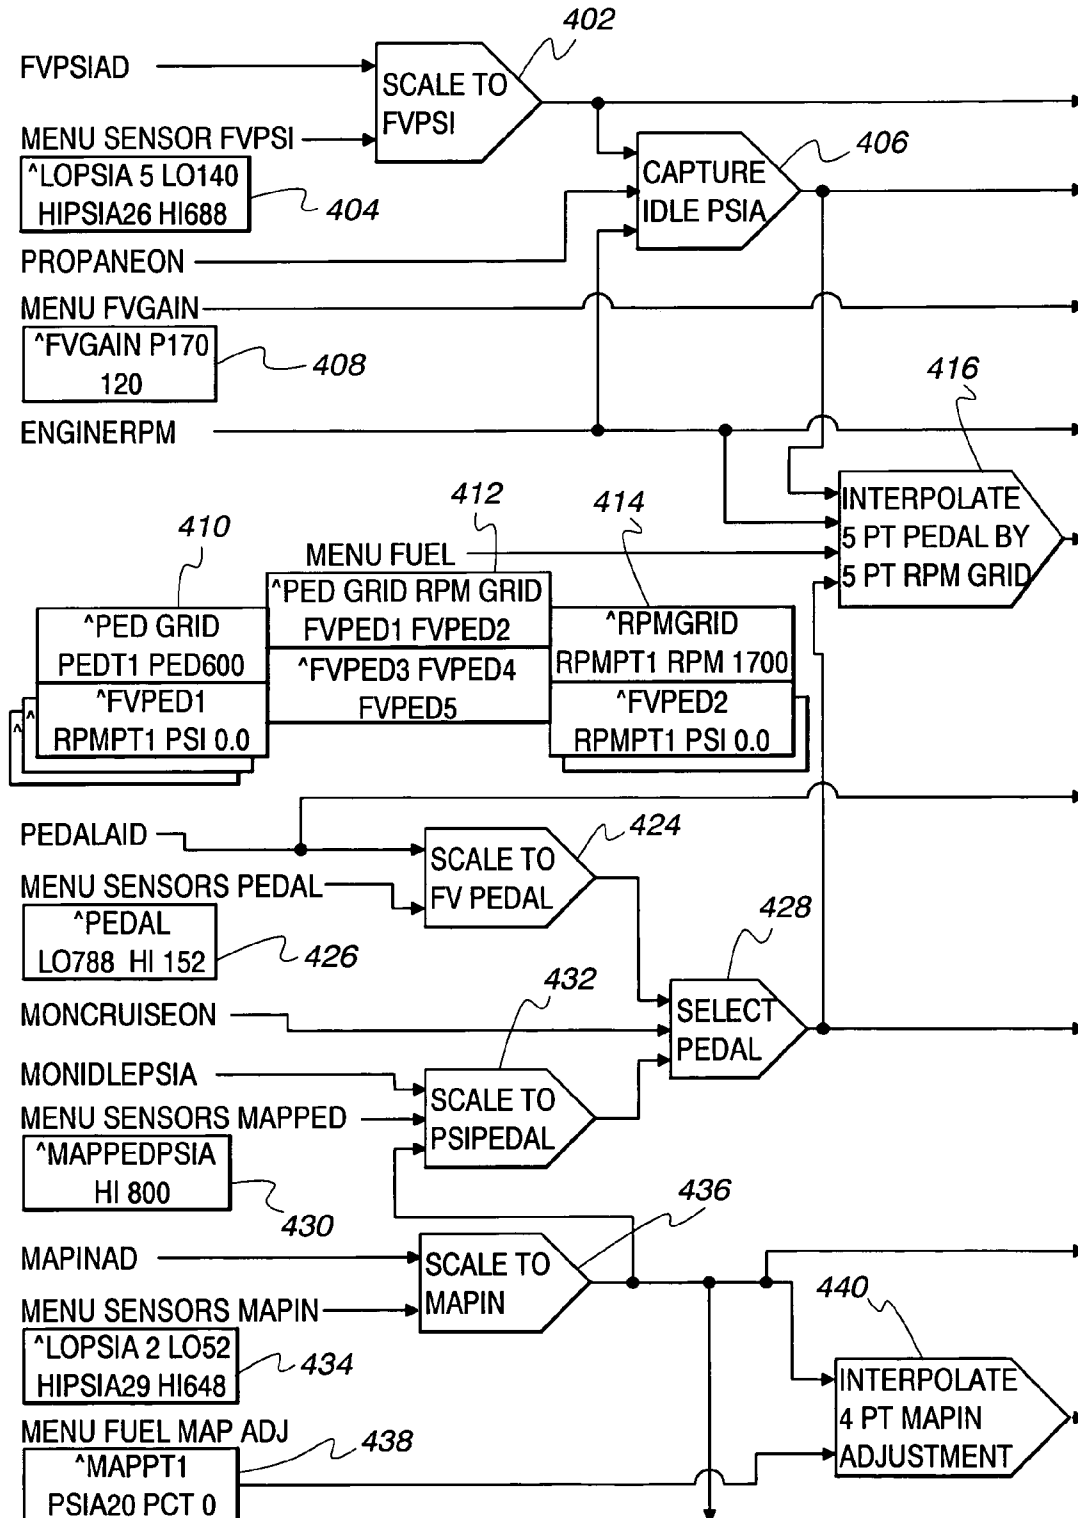 402
FVPSIAD
SCALE TO
FVPSI
MENU SENSOR FVPSI
^LOPSIA 5 LO140
HIPSIA26 HI688
404
406
CAPTURE
IDLE PSIA
PROPANEON
MENU FVGAIN
^FVGAIN P170
120
408
416
ENGINERPM
INTERPOLATE
5 PT PEDAL BY
5 PT RPM GRID
410
412
414
MENU FUEL
^PED GRID RPM GRID
FVPED1 FVPED2
^FVPED3 FVPED4
FVPED5
^PED GRID
PEDT1 PED600
^FVPED1
RPMPT1 PSI 0.0
^
^
^RPMGRID
RPMPT1 RPM 1700
^FVPED2
RPMPT1 PSI 0.0
PEDALAID
424
SCALE TO
FV PEDAL
MENU SENSORS PEDAL
^PEDAL
LO788 HI 152
426
428
SELECT
PEDAL
MONCRUISEON
432
MONIDLEPSIA
SCALE TO
PSIPEDAL
MENU SENSORS MAPPED
^MAPPEDPSIA
HI 800
430
436
MAPINAD
SCALE TO
MAPIN
MENU SENSORS MAPIN
^LOPSIA 2 LO52
HIPSIA29 HI648
434
440
INTERPOLATE
4 PT MAPIN
ADJUSTMENT
MENU FUEL MAP ADJ
438
^MAPPT1
PSIA20 PCT 0